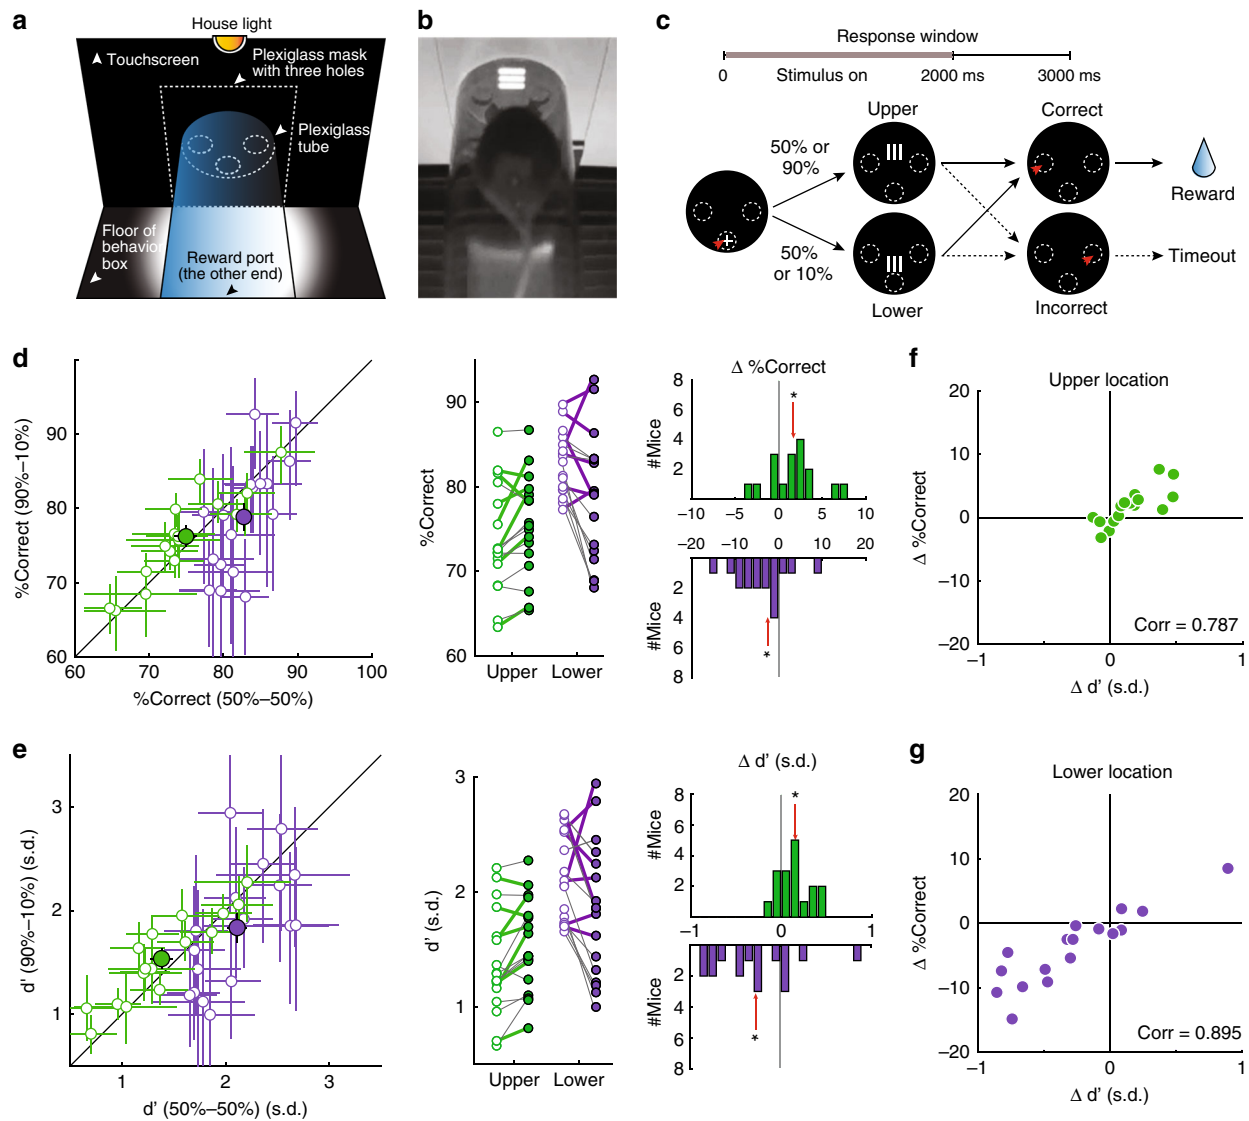 a
House light
Touchscreen
Plexiglass mask
with three holes
Plexiglass
tube
Floor of
behavior
box
Reward port
(the other end)
b
c
Response window
0
Stimulus on
2000 ms
3000 ms
Upper
Correct
50% or
90%
50%
or 10%
Lower
Incorrect
Reward
Timeout
d
%Correct (90%–10%)
90
80
70
60
60
70
80
90
100
%Correct (50%–50%)
%Correct
90
80
70
60
Upper
Lower
Δ %Correct
#Mice
8
6
4
2
*
–10
–5
0
5
10
–20
–10
0
10
20
#Mice
2
4
6
8
*
f
Upper location
Δ %Correct
20
10
0
–10
–20
Corr = 0.787
–1
0
1
Δ d' (s.d.)
e
d' (90%–10%) (s.d.)
3
2
1
1
2
3
d' (50%–50%) (s.d.)
d' (s.d.)
3
2
1
Upper
Lower
Δ d' (s.d.)
#Mice
8
6
4
2
*
–1
0
1
#Mice
2
4
6
8
*
g
Lower location
Δ %Correct
20
10
0
–10
–20
Corr = 0.895
–1
0
1
Δ d' (s.d.)